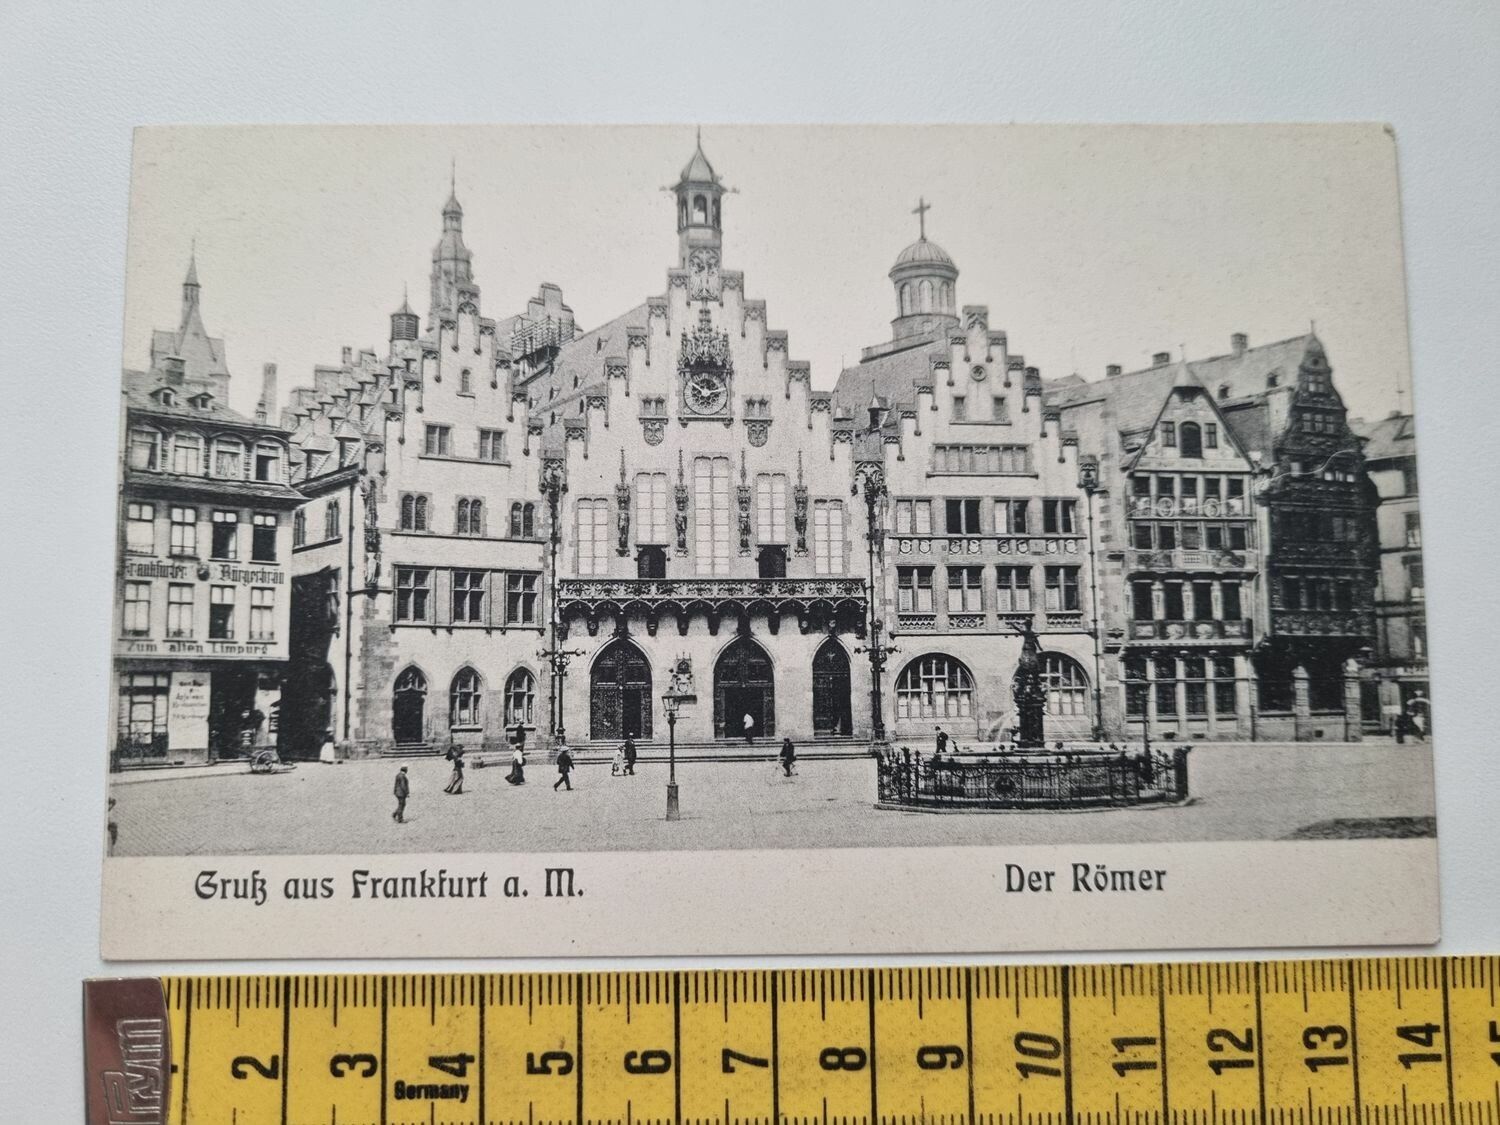 Frankfurter Bürgerbräu
Zum alten Limpurg
Gruß aus Frankfurt a. M.
Der Römer
Prym
2 3 4 5 6 7 8 9 10 11 12 13 14 15
Germany